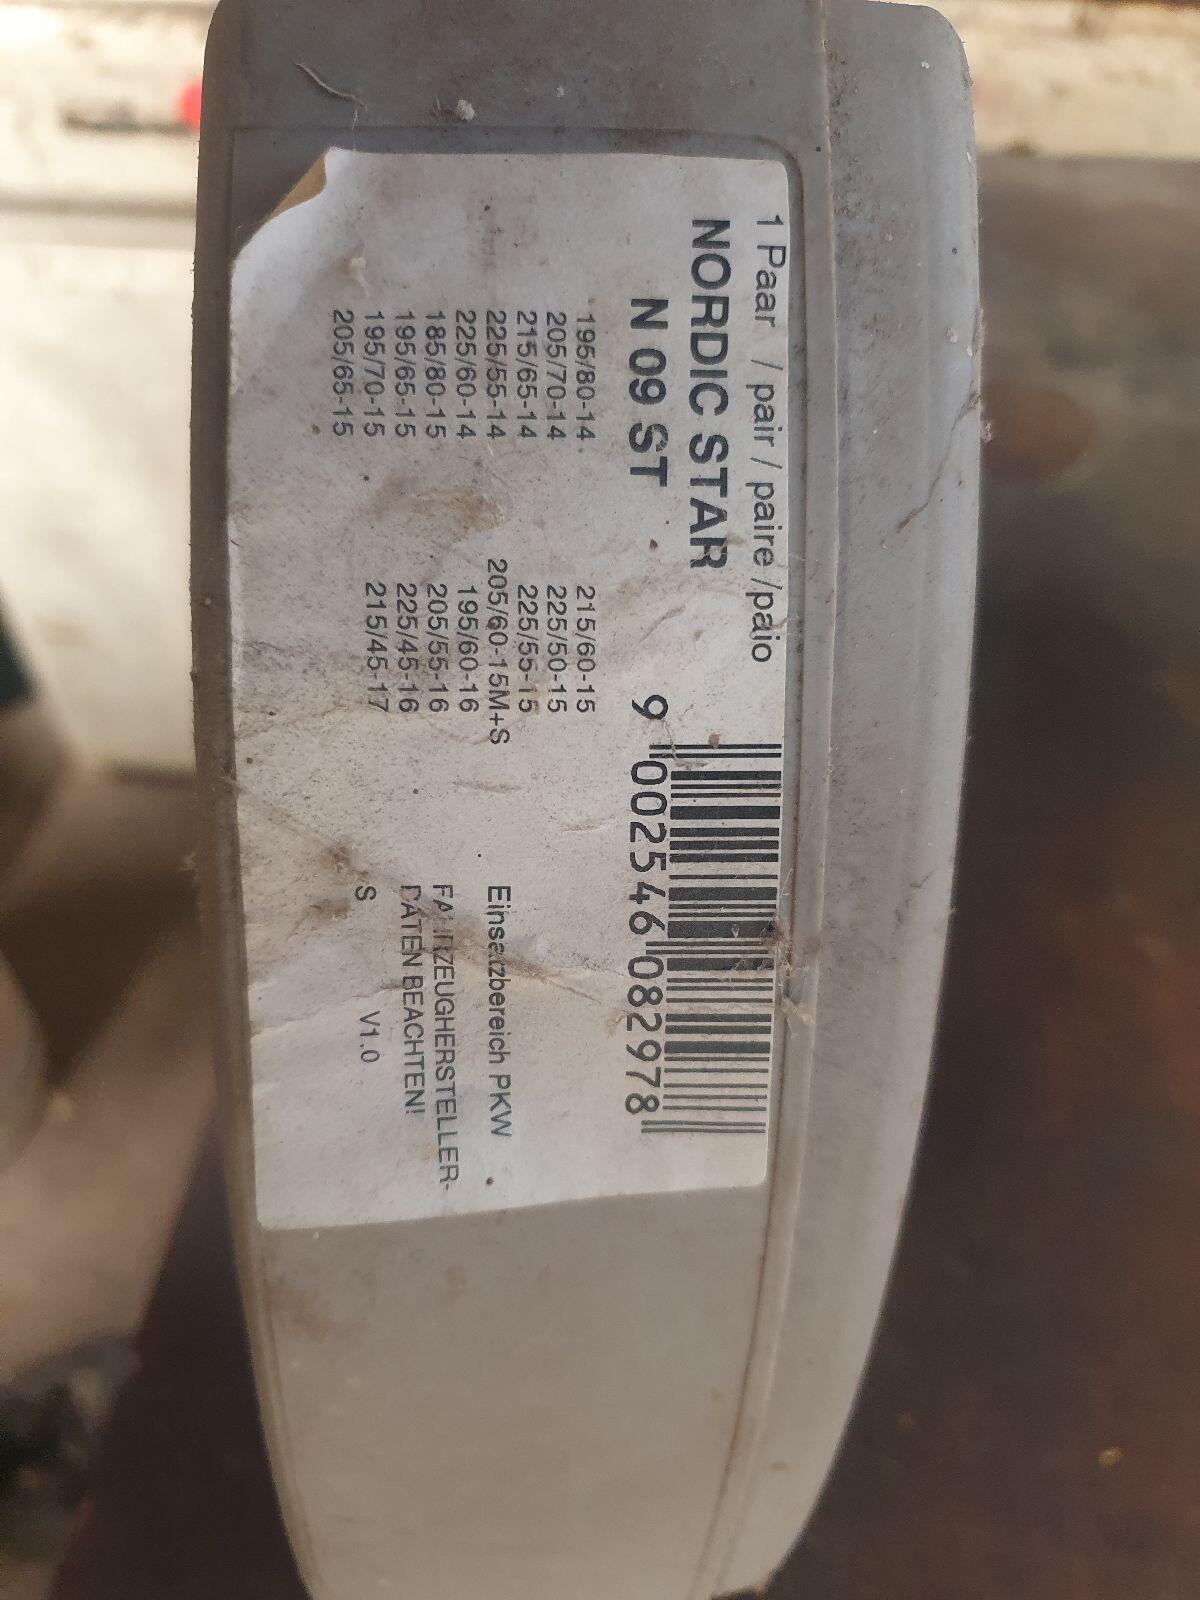 1 Paar / pair / paire /paio
NORDIC STAR
N 09 ST
9 002546 082978
195/80-14
205/70-14
215/65-14
225/55-14
225/60-14
185/80-15
195/65-15
195/70-15
205/65-15
215/60-15
225/50-15
225/55-15
205/60-15M+S
195/60-16
205/55-16
225/45-16
215/45-17
Einsatzbereich PKW
FAHRZEUGHERSTELLER-
DATEN BEACHTEN!
S V1.0